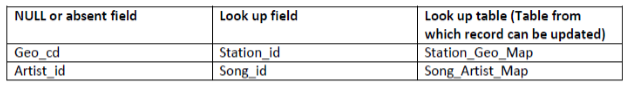 NULL or absent field Look up field Look up table (Table from
which record can be updated)
Geo_cd Station_id Station_Geo_Map
Artist_id Song_id Song_Artist_Map